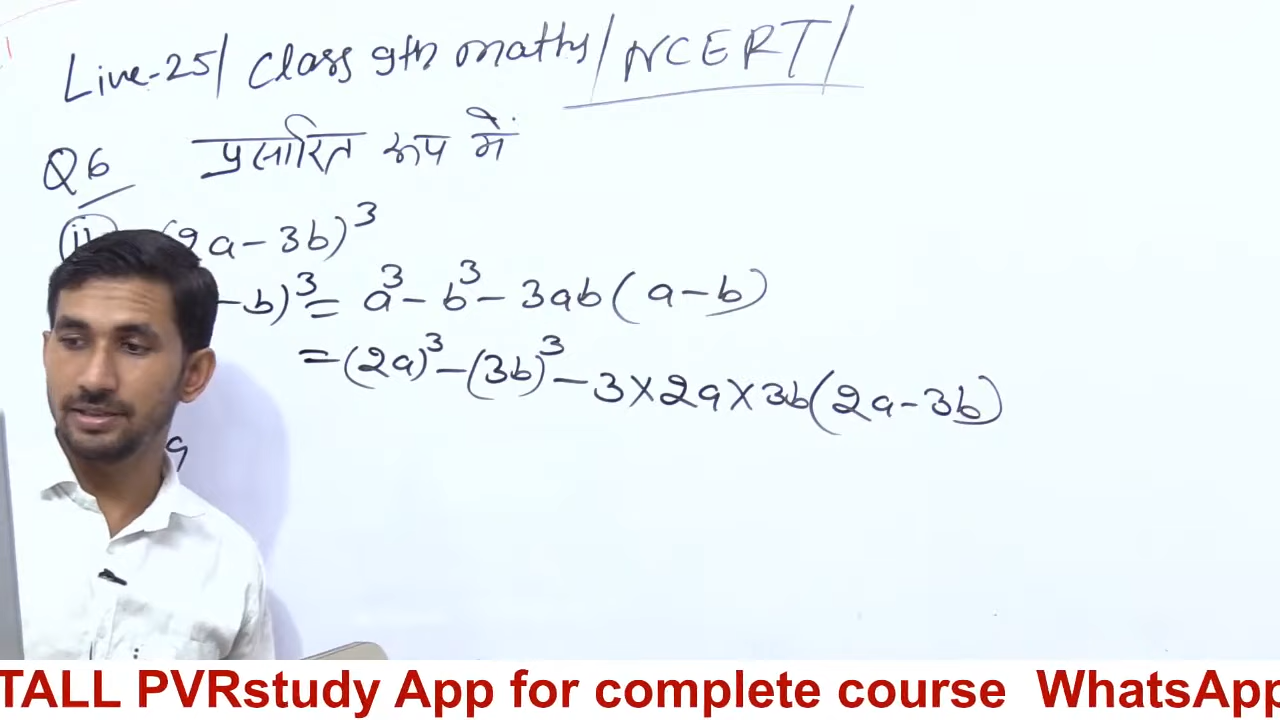 Live-25/ Class 9th maths/ NCERT/
Q6 प्रसारित रूप में
(ii) (2a-3b)³
-b)³ = a³-b³-3ab(a-b)
=(2a)³-(3b)³-3×2a×3b(2a-3b)
TALL PVRstudy App for complete course WhatsApp